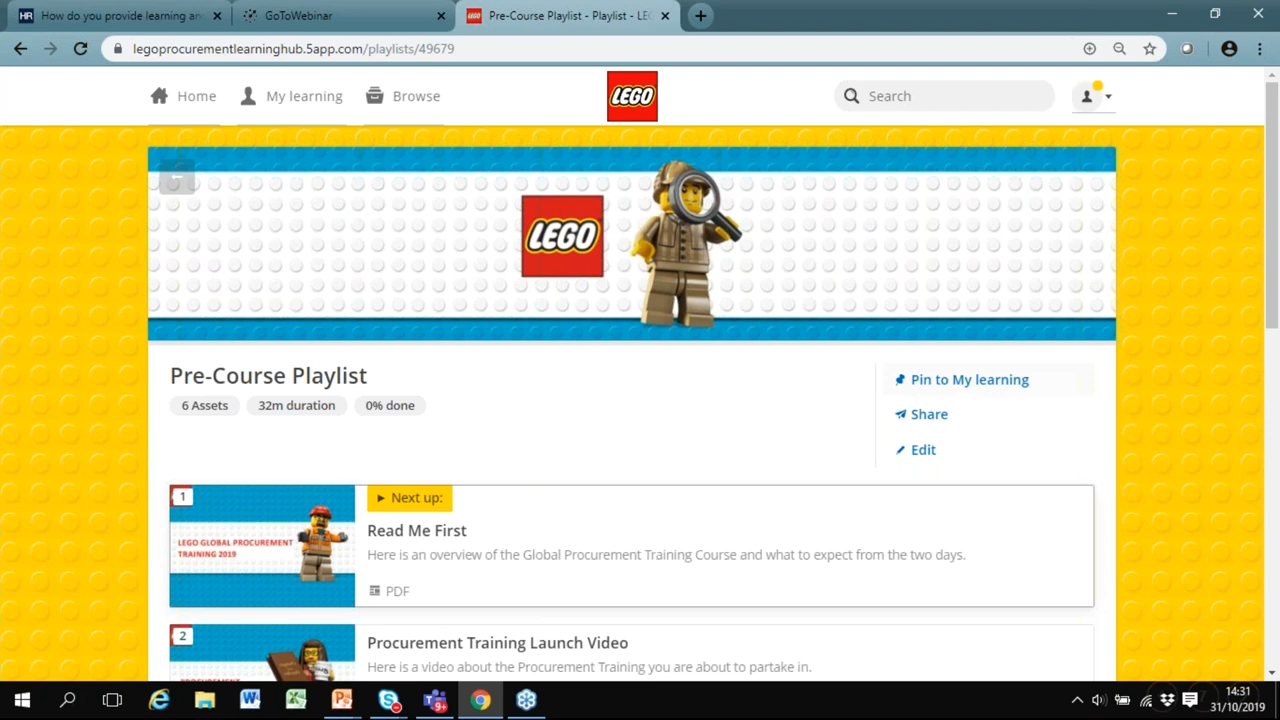 How do you provide learning an
GoToWebinar
Pre-Course Playlist - Playlist - LEG
legoprocurementlearninghub.5app.com/playlists/49679
Home
My learning
Browse
LEGO
Search
LEGO
Pre-Course Playlist
6 Assets
32m duration
0% done
Pin to My learning
Share
Edit
1
LEGO GLOBAL PROCUREMENT
TRAINING 2019
Next up:
Read Me First
Here is an overview of the Global Procurement Training Course and what to expect from the two days.
PDF
2
Procurement Training Launch Video
Here is a video about the Procurement Training you are about to partake in.
9+
14:31
31/10/2019